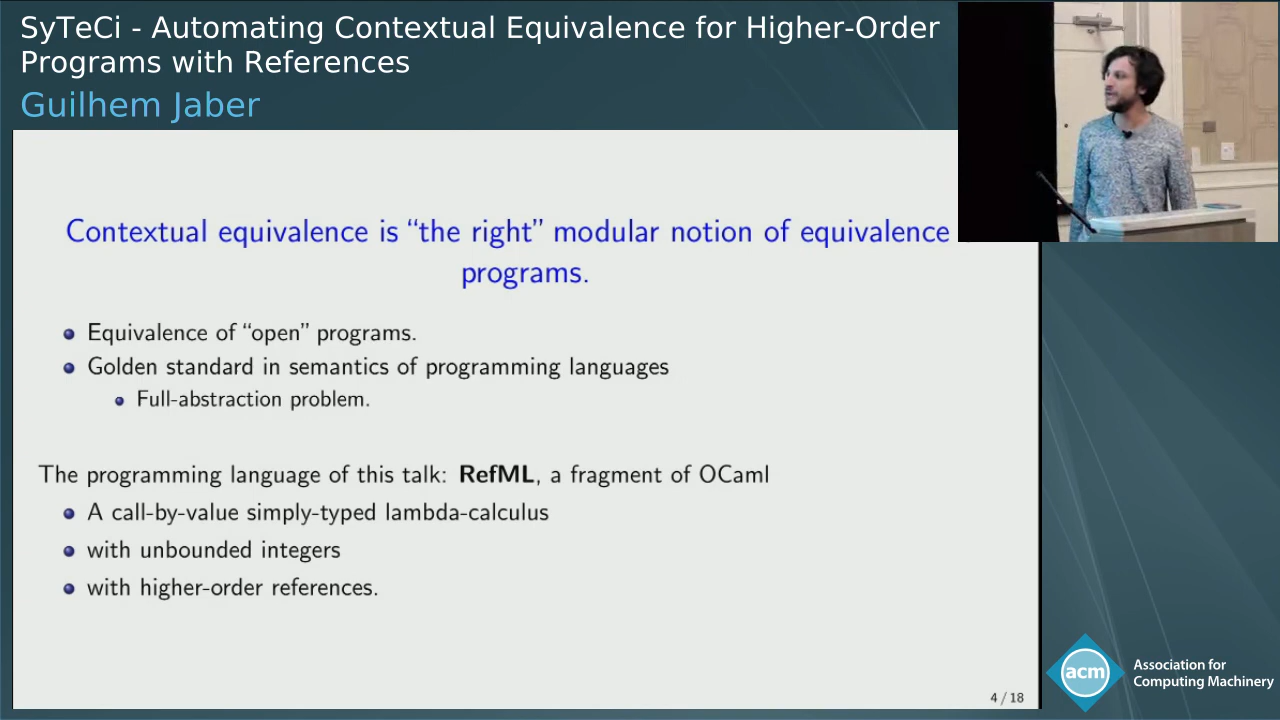 SyTeCi - Automating Contextual Equivalence for Higher-Order
Programs with References
Guilhem Jaber
Contextual equivalence is “the right” modular notion of equivalence
programs.
Equivalence of “open” programs.
Golden standard in semantics of programming languages
Full-abstraction problem.
The programming language of this talk: RefML, a fragment of OCaml
A call-by-value simply-typed lambda-calculus
with unbounded integers
with higher-order references.
4 / 18
acm
Association for
Computing Machinery